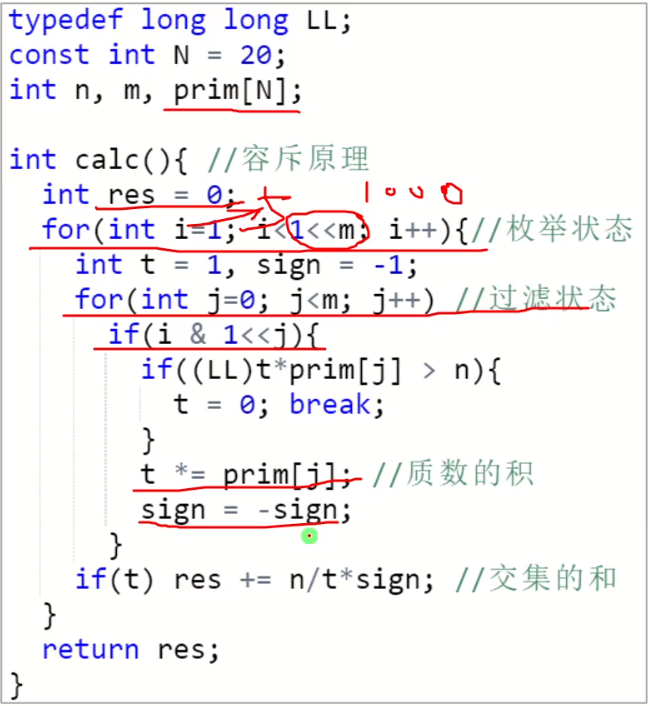 typedef long long LL;
const int N = 20;
int n, m, prim[N];
int calc(){ //容斥原理
int res = 0; 1000
for(int i=1; i<1<<m; i++){//枚举状态
int t = 1, sign = -1;
for(int j=0; j<m; j++) //过滤状态
if(i & 1<<j){
if((LL)t*prim[j] > n){
t = 0; break;
}
t *= prim[j]; //质数的积
sign = -sign;
}
if(t) res += n/t*sign; //交集的和
}
return res;
}